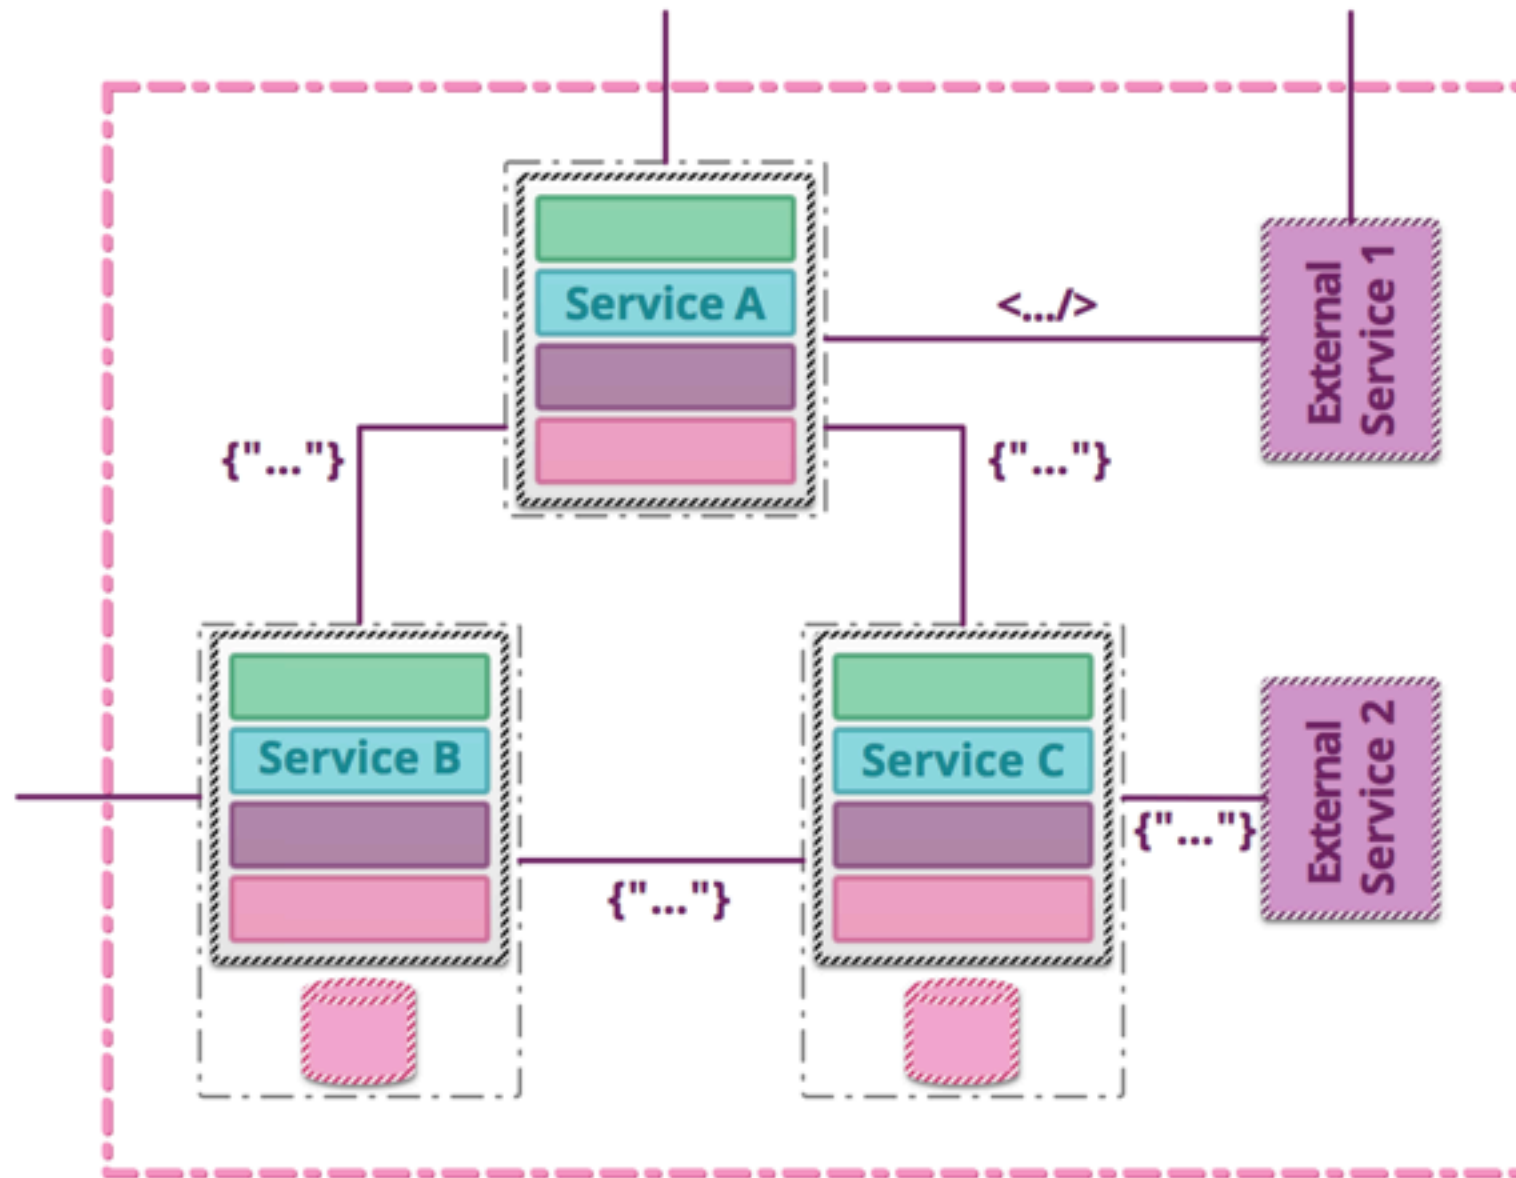 Service A
<.../>
External
Service 1
{"..."}
{"..."}
Service B
Service C
External
Service 2
{"..."}
{"..."}